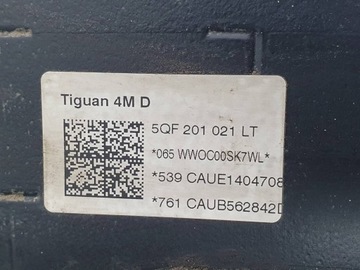 Tiguan 4M D
5QF 201 021 LT
*065 WWOC00SK7WL*
*539 CAUE1404708
*761 CAUB562842D